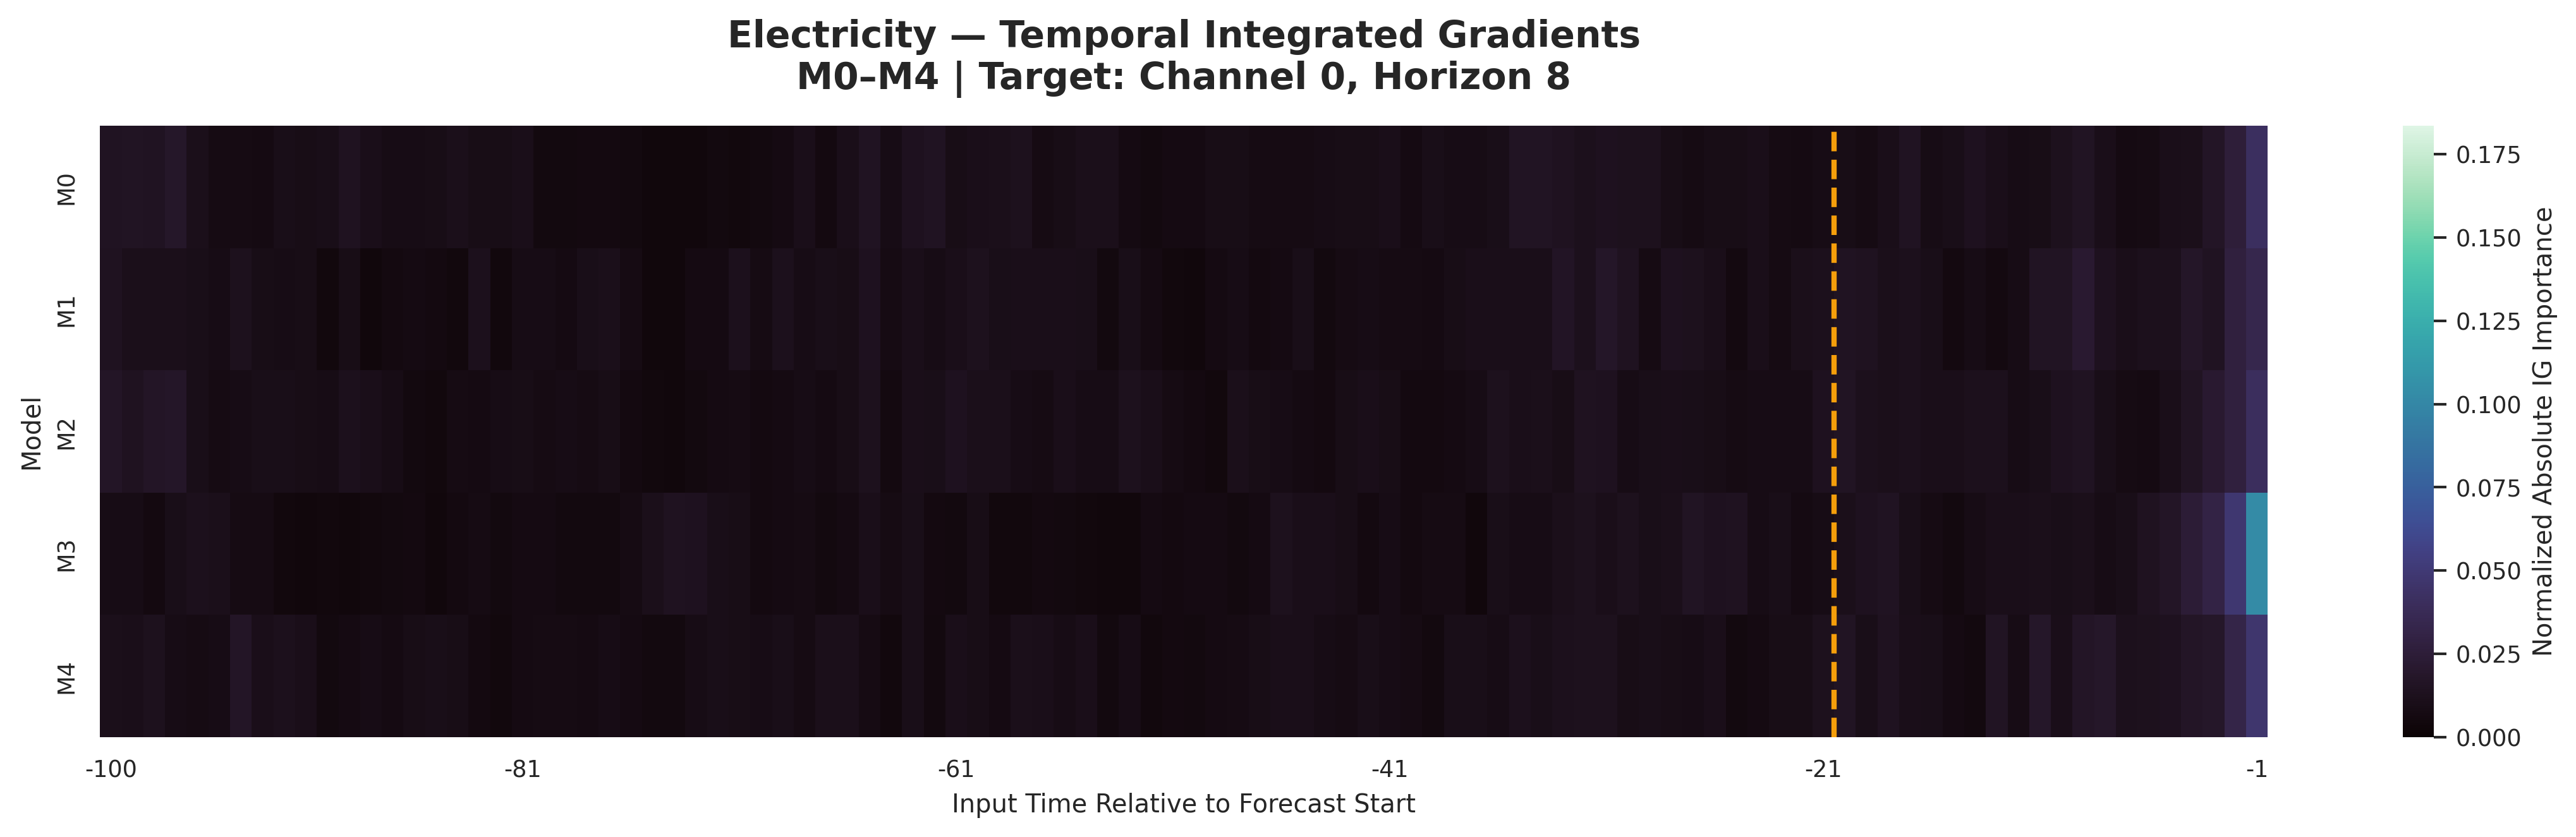 Electricity — Temporal Integrated Gradients
M0–M4 | Target: Channel 0, Horizon 8
Model
M0
M1
M2
M3
M4
-100
-81
-61
-41
-21
-1
Input Time Relative to Forecast Start
0.175
0.150
0.125
0.100
0.075
0.050
0.025
0.000
Normalized Absolute IG Importance